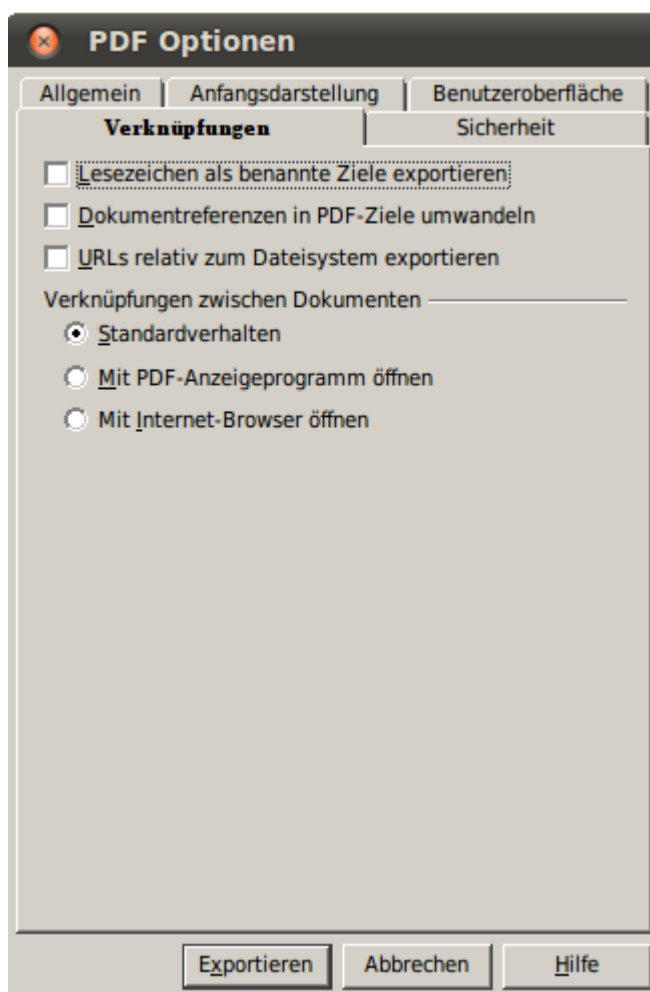 PDF Optionen
Allgemein Anfangsdarstellung Benutzeroberfläche
Verknüpfungen Sicherheit
Lesezeichen als benannte Ziele exportieren
Dokumentreferenzen in PDF-Ziele umwandeln
URLs relativ zum Dateisystem exportieren
Verknüpfungen zwischen Dokumenten
Standardverhalten
Mit PDF-Anzeigeprogramm öffnen
Mit Internet-Browser öffnen
Exportieren Abbrechen Hilfe